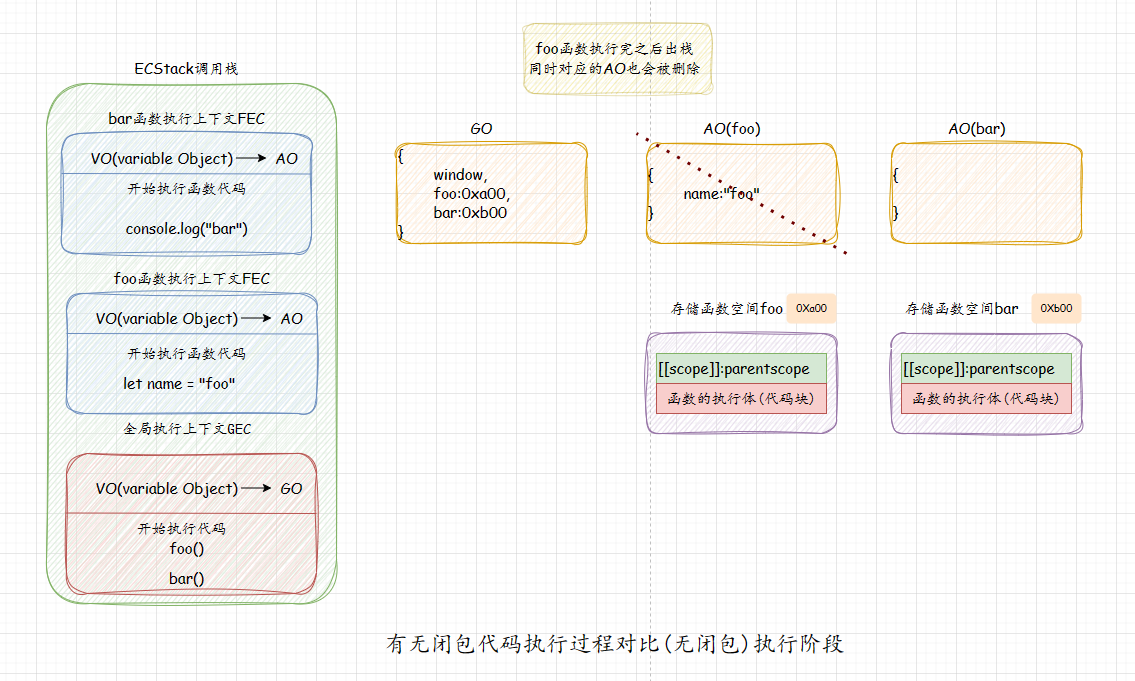 foo函数执行完之后出栈
同时对应的AO也会被删除
ECStack调用栈
bar函数执行上下文FEC
VO(variable Object) AO
开始执行函数代码
console.log("bar")
foo函数执行上下文FEC
VO(variable Object) AO
开始执行函数代码
let name = "foo"
全局执行上下文GEC
VO(variable Object) GO
开始执行代码
foo()
bar()
GO
{
window,
foo:0xa00,
bar:0xb00
}
AO(foo)
{
name:"foo"
}
AO(bar)
{
}
存储函数空间foo 0Xa00
[[scope]]:parentscope
函数的执行体(代码块)
存储函数空间bar 0Xb00
[[scope]]:parentscope
函数的执行体(代码块)
有无闭包代码执行过程对比(无闭包)执行阶段